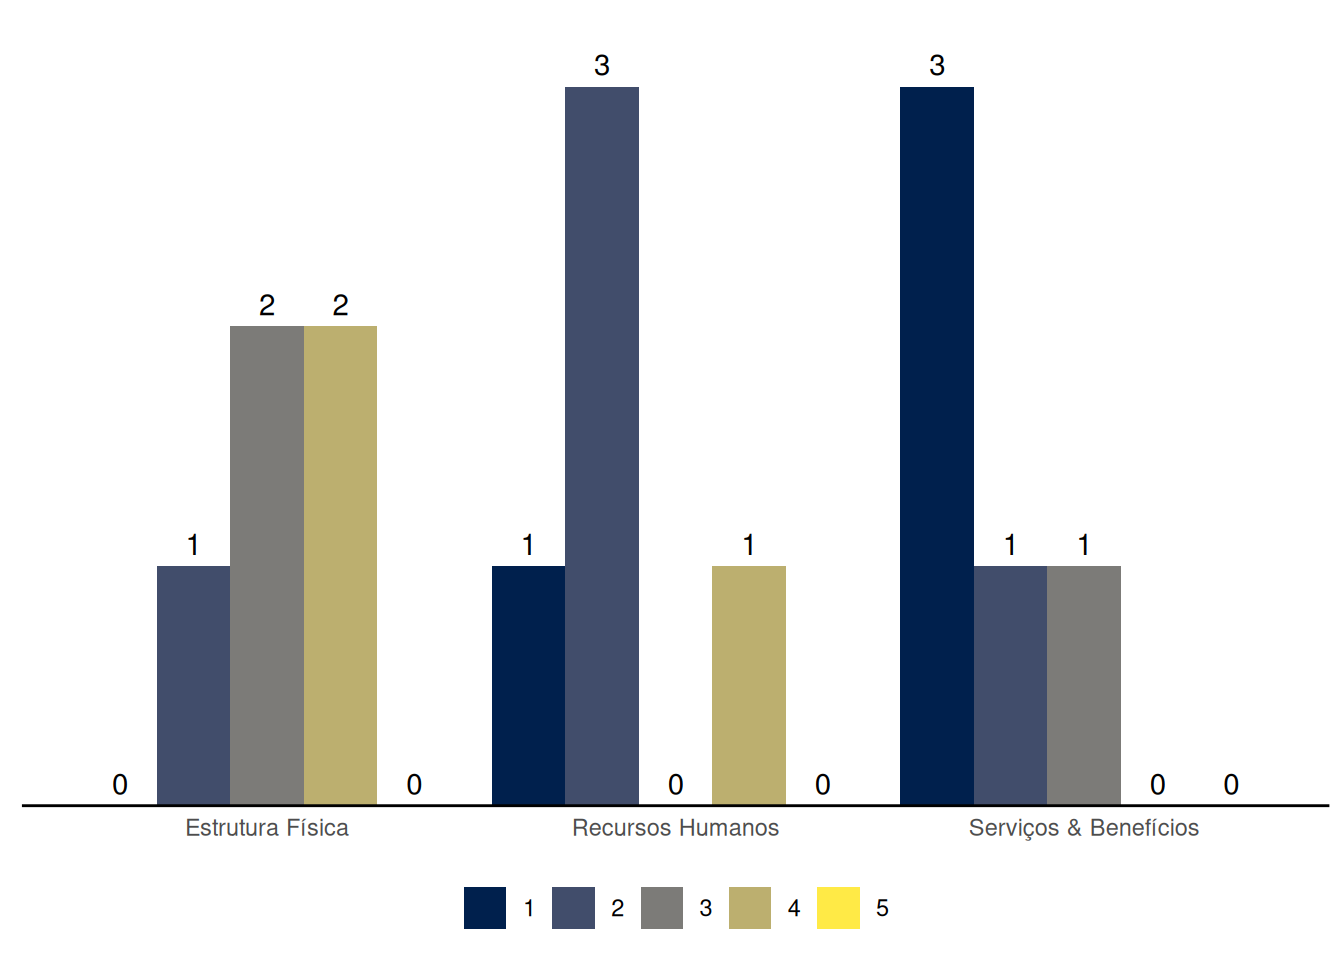 3 3
2 2
1 1 1 1 1
0 0 0 0 0 0
Estrutura Física Recursos Humanos Serviços & Benefícios
1 2 3 4 5